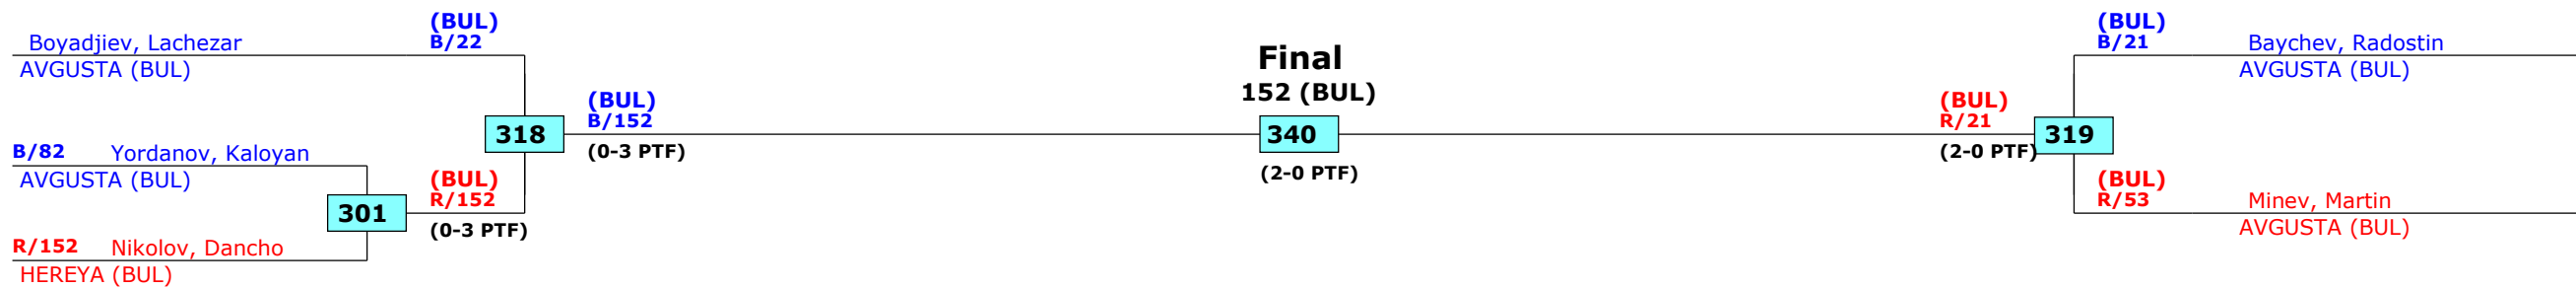 (BUL)
B/22
Boyadjiev, Lachezar
AVGUSTA (BUL)
B/82 Yordanov, Kaloyan
AVGUSTA (BUL)
301
R/152 Nikolov, Dancho
HEREYA (BUL)
(BUL)
R/152
(0-3 PTF)
318
(BUL)
B/152
(0-3 PTF)
Final
152 (BUL)
340
(2-0 PTF)
(BUL)
R/21
(2-0 PTF)
319
(BUL)
B/21 Baychev, Radostin
AVGUSTA (BUL)
(BUL)
R/53 Minev, Martin
AVGUSTA (BUL)